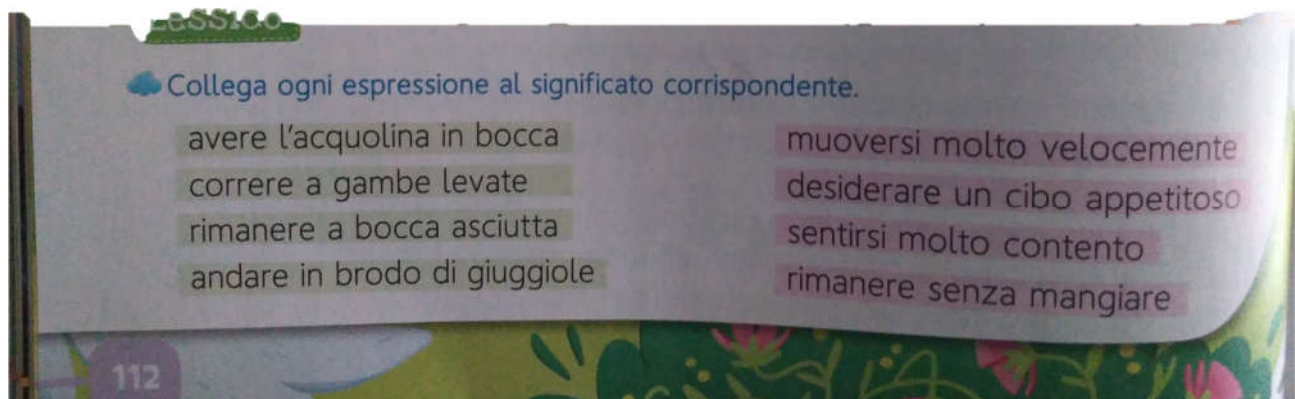 Lessico
Collega ogni espressione al significato corrispondente.
avere l'acquolina in bocca
correre a gambe levate
rimanere a bocca asciutta
andare in brodo di giuggiole
muoversi molto velocemente
desiderare un cibo appetitoso
sentirsi molto contento
rimanere senza mangiare
112